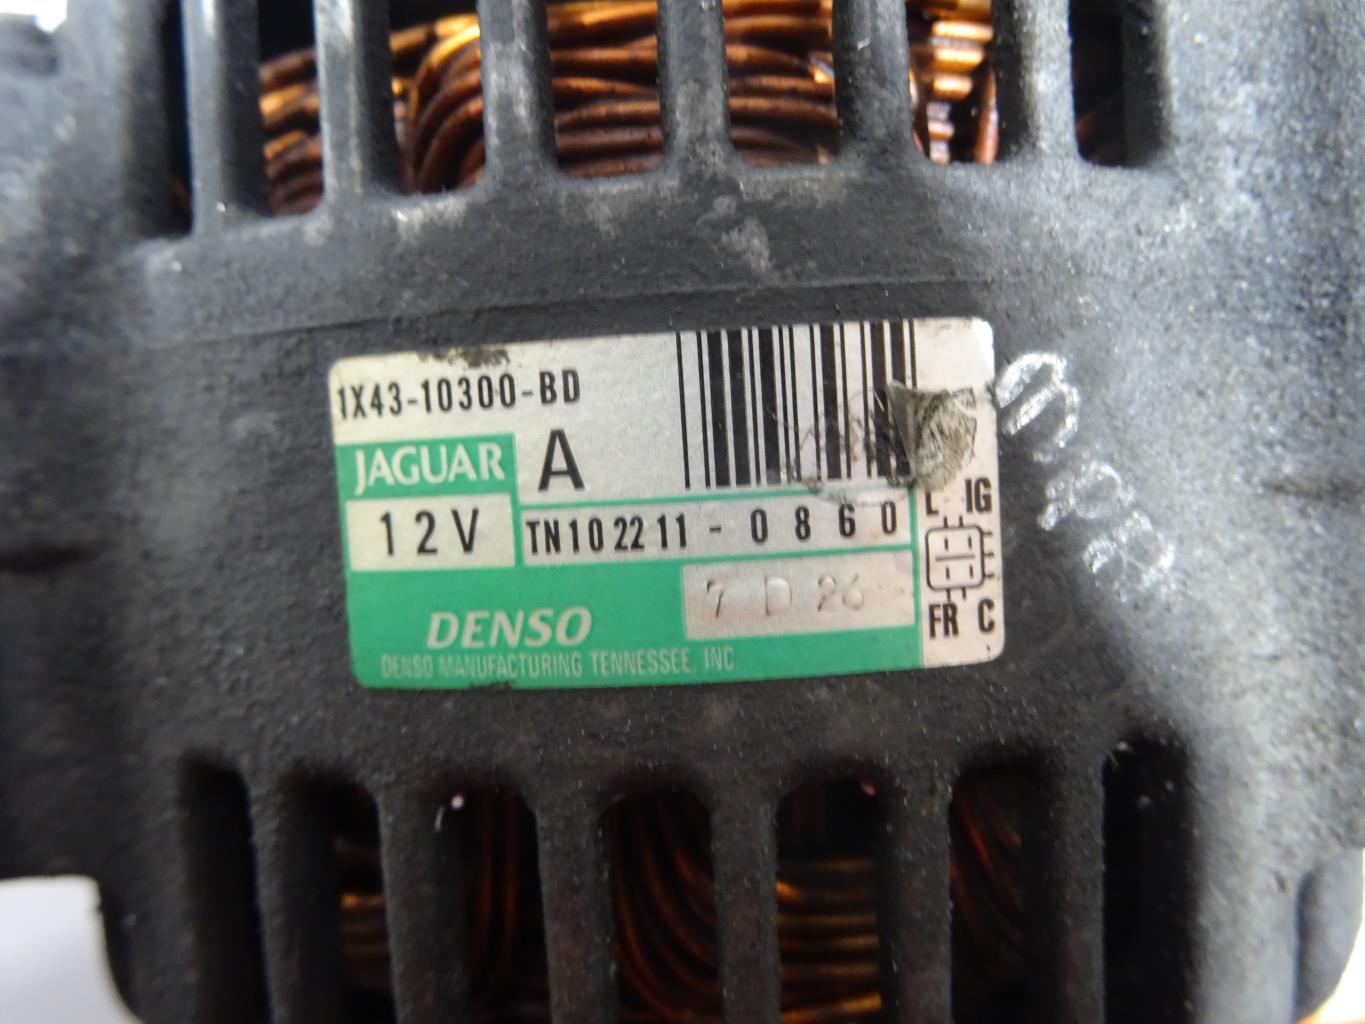 1X43-10300-BD
JAGUAR
A
12V
TN102211-0860
L IG
7 D 26
DENSO
FR C
DENSO MANUFACTURING TENNESSEE, INC